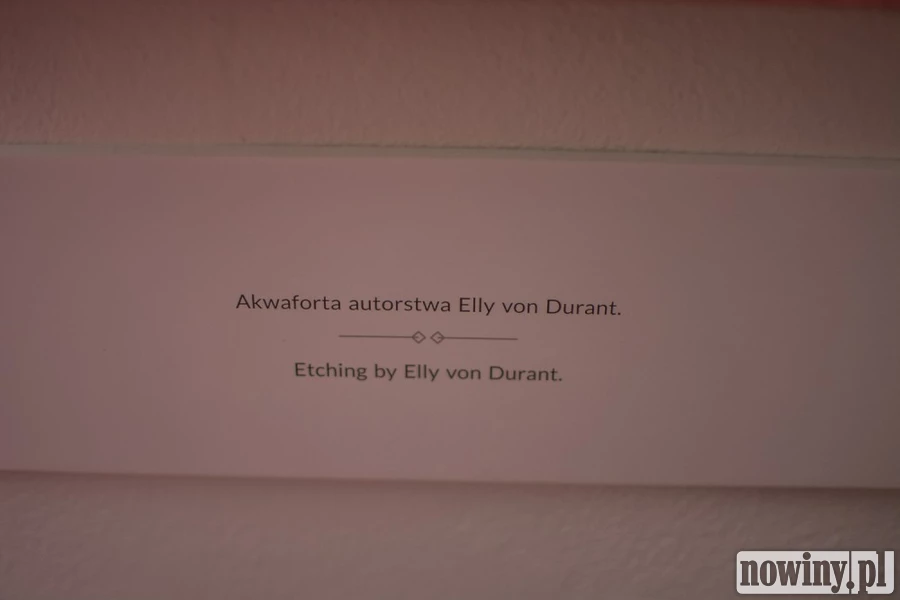 Akwaforta autorstwa Elly von Durant.
Etching by Elly von Durant.
nowiny.pl